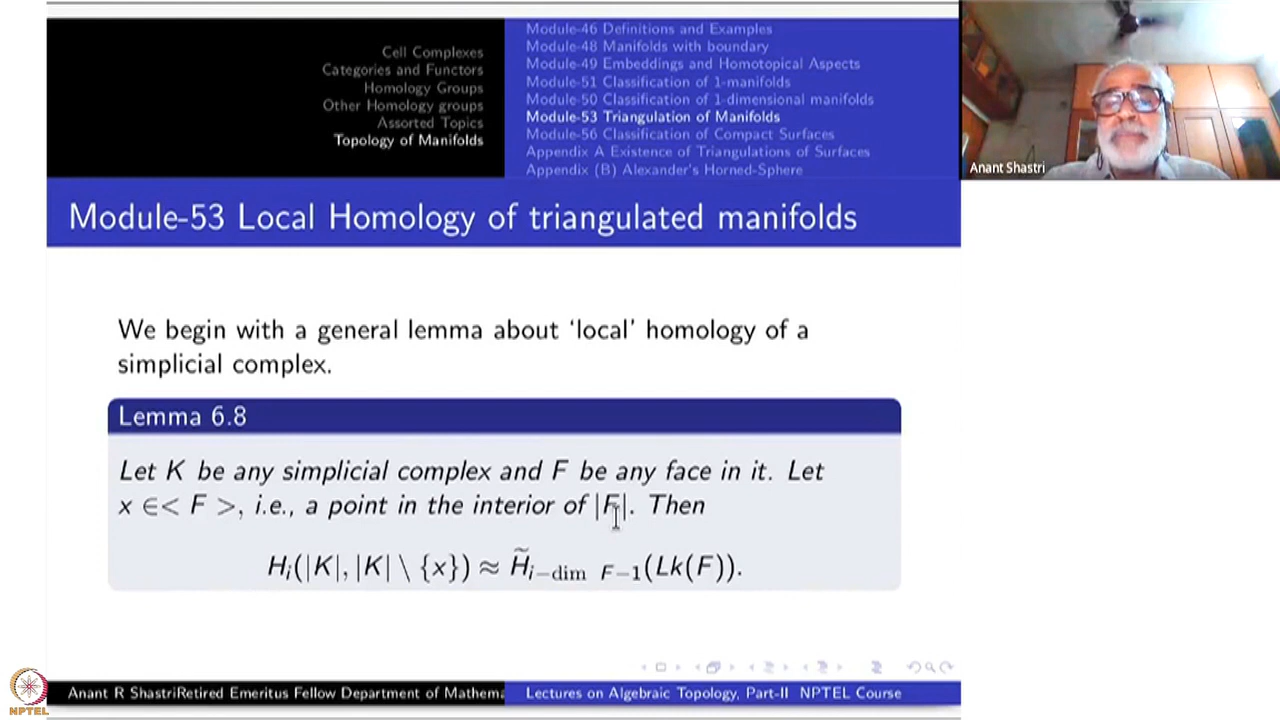 Cell Complexes
Categories and Functors
Homology Groups
Other Homology groups
Assorted Topics
Topology of Manifolds
Module-46 Definitions and Examples
Module-48 Manifolds with boundary
Module-49 Embeddings and Homotopical Aspects
Module-51 Classification of 1-manifolds
Module-50 Classification of 1-dimensional manifolds
Module-53 Triangulation of Manifolds
Module-56 Classification of Compact Surfaces
Appendix A Existence of Triangulations of Surfaces
Appendix (B) Alexander's Horned-Sphere
Anant Shastri
Module-53 Local Homology of triangulated manifolds
We begin with a general lemma about ‘local’ homology of a
simplicial complex.
Lemma 6.8
Let K be any simplicial complex and F be any face in it. Let
x ∈< F >, i.e., a point in the interior of |F|. Then
H_i(|K|, |K| \ {x}) ≈ H̃_{i−dim F−1}(Lk(F)).
NPTEL
Anant R ShastriRetired Emeritus Fellow Department of Mathema
Lectures on Algebraic Topology, Part-II NPTEL Course